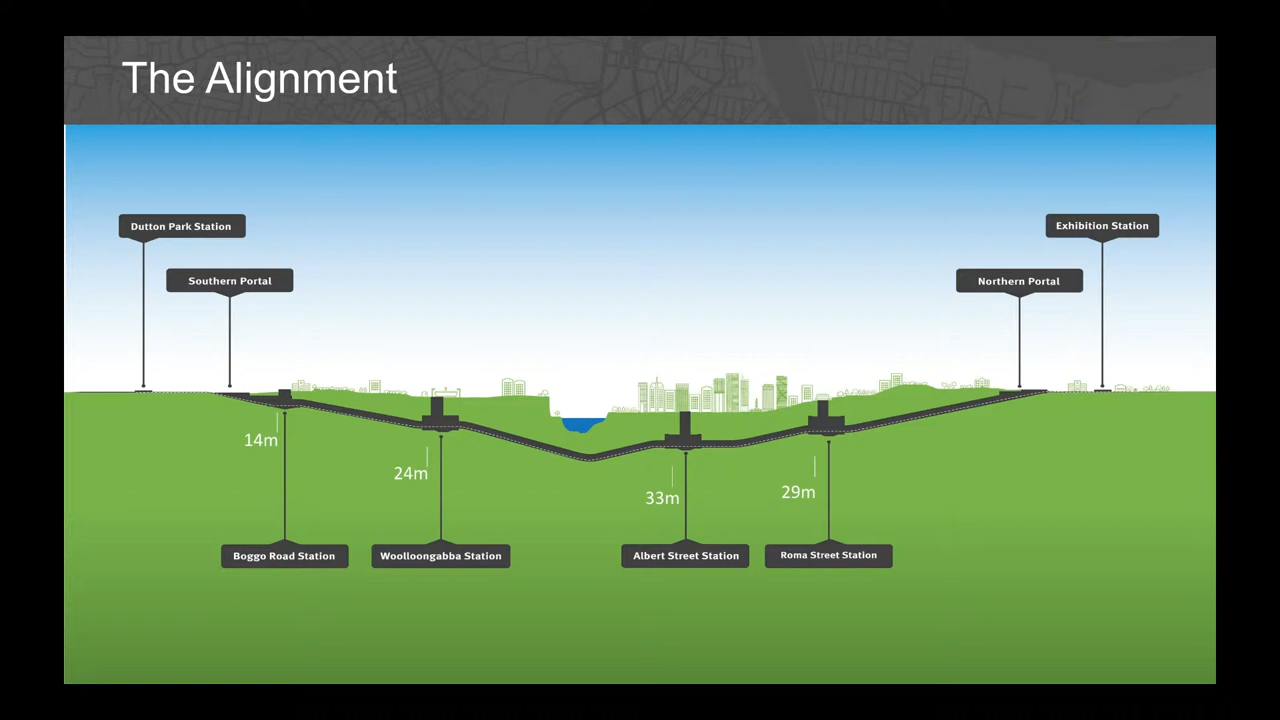 The Alignment
Dutton Park Station
Exhibition Station
Southern Portal
Northern Portal
14m
24m
33m
29m
Boggo Road Station
Woolloongabba Station
Albert Street Station
Roma Street Station